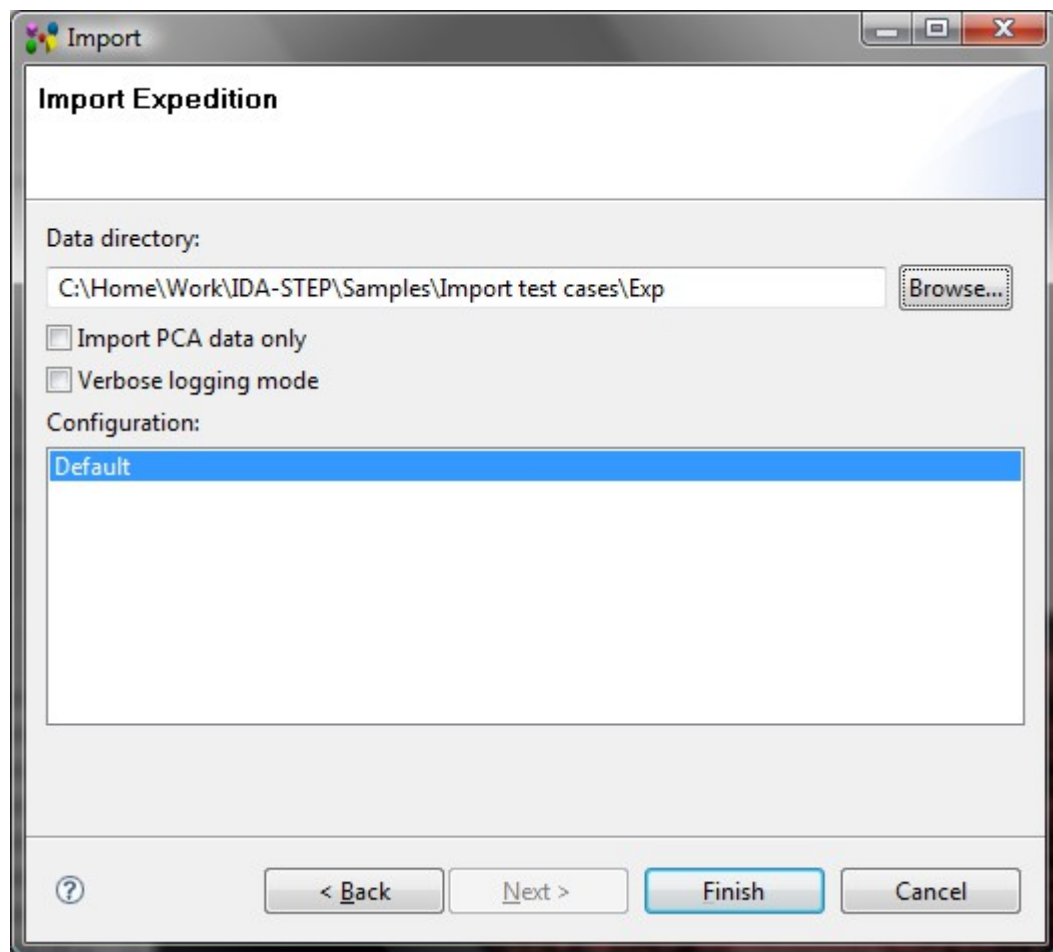 Import
Import Expedition
Data directory:
C:\Home\Work\IDA-STEP\Samples\Import test cases\Exp
Browse...
Import PCA data only
Verbose logging mode
Configuration:
Default
?
< Back
Next >
Finish
Cancel